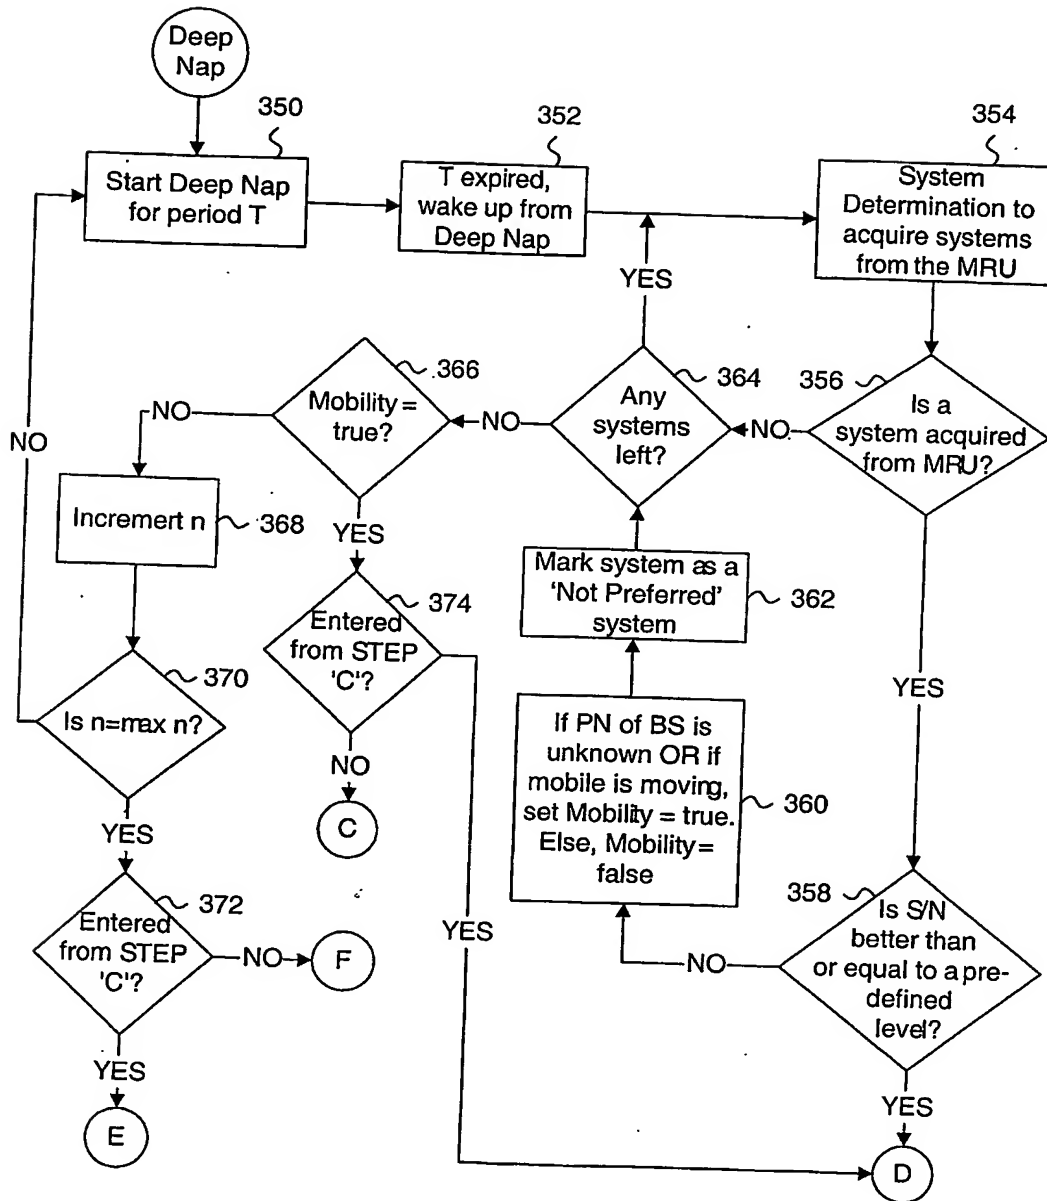 Deep
Nap
350
Start Deep Nap
for period T
352
T expired,
wake up from
Deep Nap
354
System
Determination to
acquire systems
from the MRU
YES
366
Mobility =
true?
364
Any
systems
left?
356
Is a
system acquired
from MRU?
NO
NO
NO
NO
Increment n
368
YES
374
Entered
from STEP
'C'?
Mark system as a
'Not Preferred'
system
362
YES
370
Is n=max n?
NO
C
If PN of BS is
unknown OR if
mobile is moving,
set Mobility = true.
Else, Mobility=
false
360
YES
372
Entered
from STEP
'C'?
NO
F
YES
358
Is S/N
better than
or equal to a pre-
defined
level?
NO
YES
E
YES
D